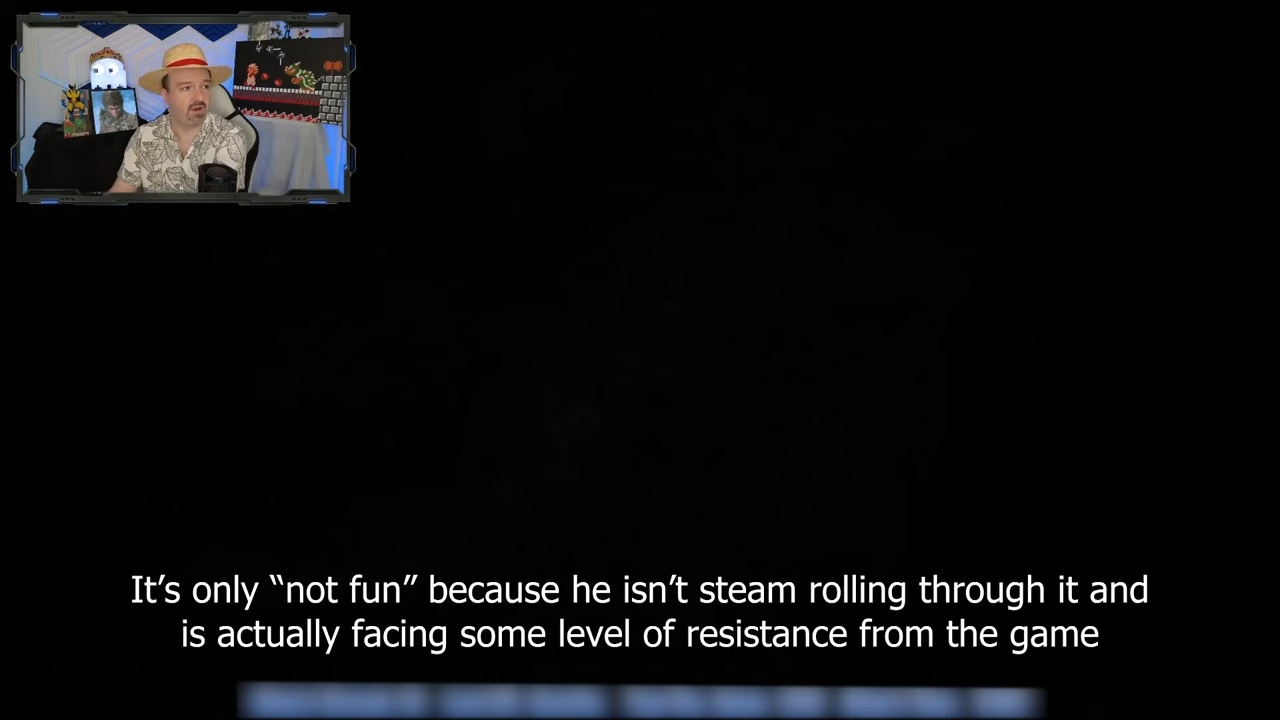 It’s only “not fun” because he isn’t steam rolling through it and
is actually facing some level of resistance from the game